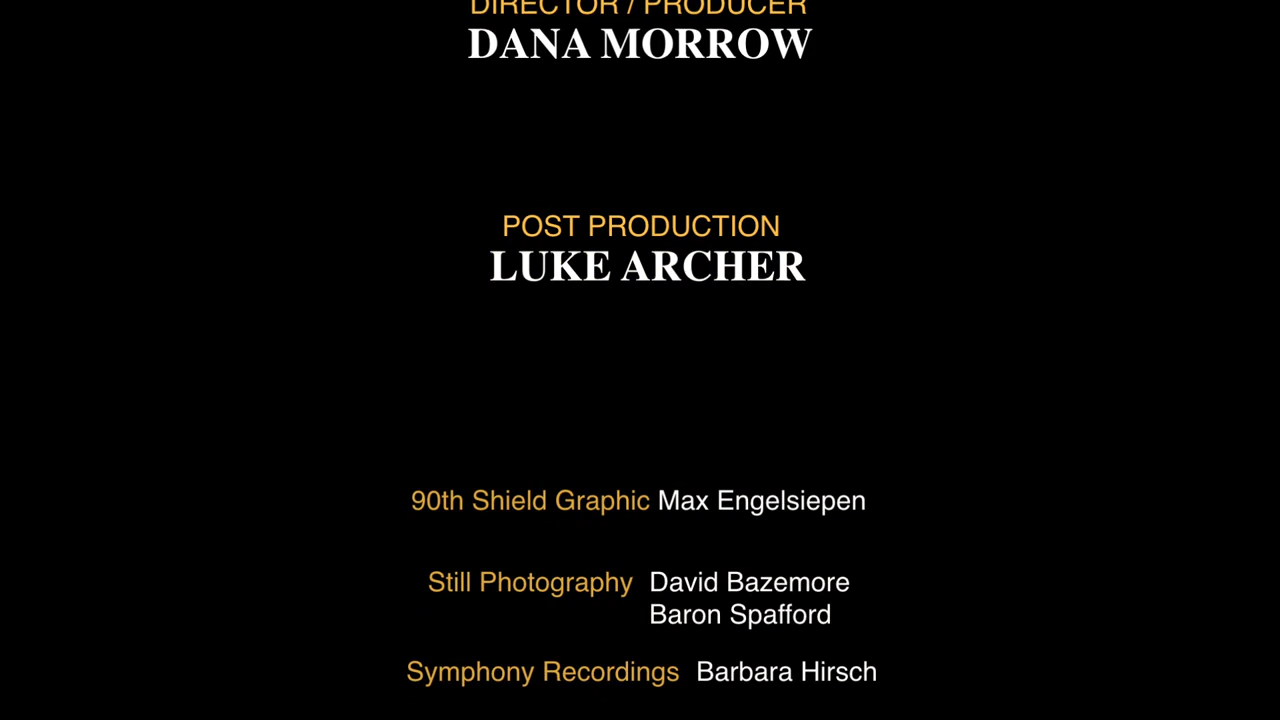 DIRECTOR / PRODUCER
DANA MORROW
POST PRODUCTION
LUKE ARCHER
90th Shield Graphic Max Engelsiepen
Still Photography David Bazemore
Baron Spafford
Symphony Recordings Barbara Hirsch